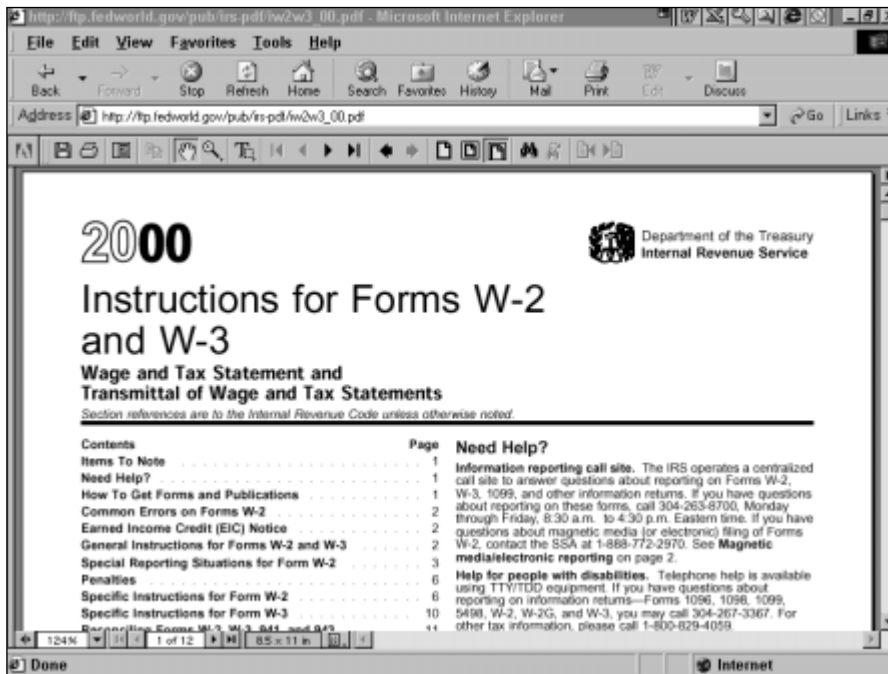 http://ftp.fedworld.gov/pub/irs-pdf/iw2w3_00.pdf - Microsoft Internet Explorer
File Edit View Favorites Tools Help
Back Forward Stop Refresh Home Search Favorites History Mail Print Edit Discuss
Address http://ftp.fedworld.gov/pub/irs-pdf/iw2w3_00.pdf Go Links
2000
Department of the Treasury
Internal Revenue Service
Instructions for Forms W-2
and W-3
Wage and Tax Statement and
Transmittal of Wage and Tax Statements
Section references are to the Internal Revenue Code unless otherwise noted.
Contents Page
Items To Note . . . . . . . . . . . . . . . . . . . . . 1
Need Help? . . . . . . . . . . . . . . . . . . . . . 1
How To Get Forms and Publications . . . . . . . . . 1
Common Errors on Forms W-2 . . . . . . . . . . . . 2
Earned Income Credit (EIC) Notice . . . . . . . . . 2
General Instructions for Forms W-2 and W-3 . . . . . . 2
Special Reporting Situations for Form W-2 . . . . . . 3
Penalties . . . . . . . . . . . . . . . . . . . . . 6
Specific Instructions for Form W-2 . . . . . . . . . 6
Specific Instructions for Form W-3 . . . . . . . . . 10
Reconciling Forms W-2, W-3, 941, and 943 . . . . . . 11
Need Help?
Information reporting call site. The IRS operates a centralized
call site to answer questions about reporting on Forms W-2,
W-3, 1099, and other information returns. If you have questions
about reporting on these forms, call 304-263-8700, Monday
through Friday, 8:30 a.m. to 4:30 p.m. Eastern time. If you have
questions about magnetic media (or electronic) filing of Forms
W-2, contact the SSA at 1-888-772-2970. See Magnetic
media/electronic reporting on page 2.
Help for people with disabilities. Telephone help is available
using TTY/TDD equipment. If you have questions about
reporting on information returns—Forms 1096, 1098, 1099,
5498, W-2, W-2G, and W-3, you may call 304-267-3367. For
other tax information, please call 1-800-829-4059.
124% 1 of 12 8.5 x 11 in
Done Internet